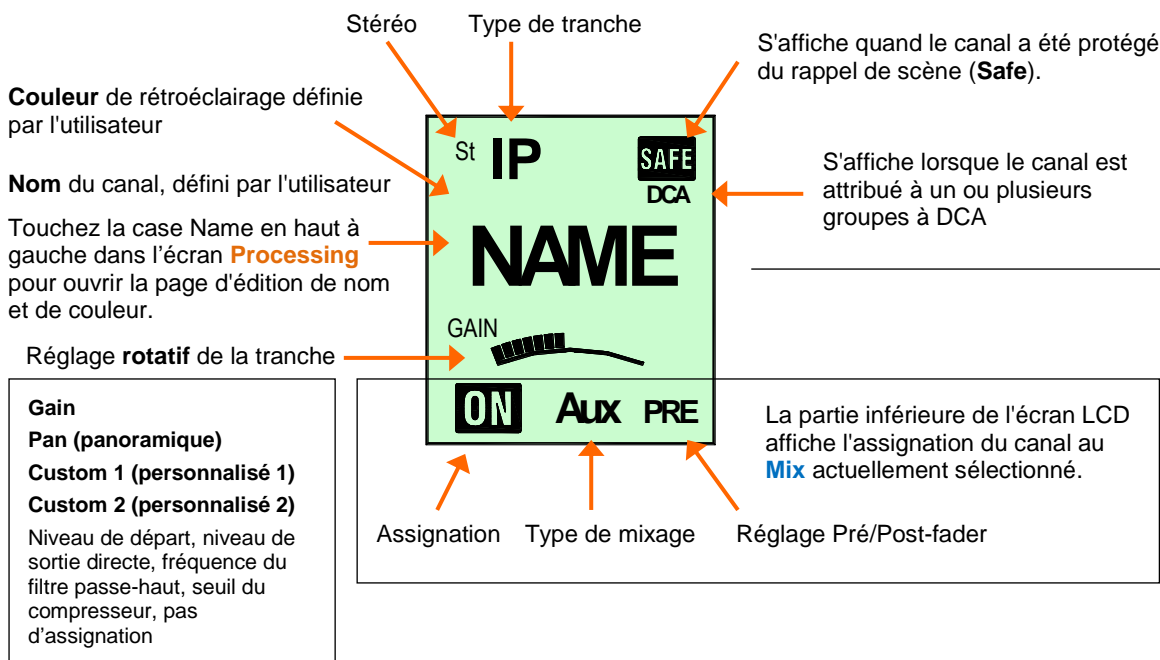 Stéréo
Type de tranche
S'affiche quand le canal a été protégé
du rappel de scène (Safe).
Couleur de rétroéclairage définie
par l'utilisateur
St IP SAFE
DCA
S'affiche lorsque le canal est
attribué à un ou plusieurs
groupes à DCA
Nom du canal, défini par l'utilisateur
Touchez la case Name en haut à
gauche dans l’écran Processing
pour ouvrir la page d'édition de nom
et de couleur.
NAME
GAIN
Réglage rotatif de la tranche
ON Aux PRE
Gain
Pan (panoramique)
Custom 1 (personnalisé 1)
Custom 2 (personnalisé 2)
Niveau de départ, niveau de
sortie directe, fréquence du
filtre passe-haut, seuil du
compresseur, pas
d’assignation
La partie inférieure de l'écran LCD
affiche l'assignation du canal au
Mix actuellement sélectionné.
Assignation
Type de mixage
Réglage Pré/Post-fader